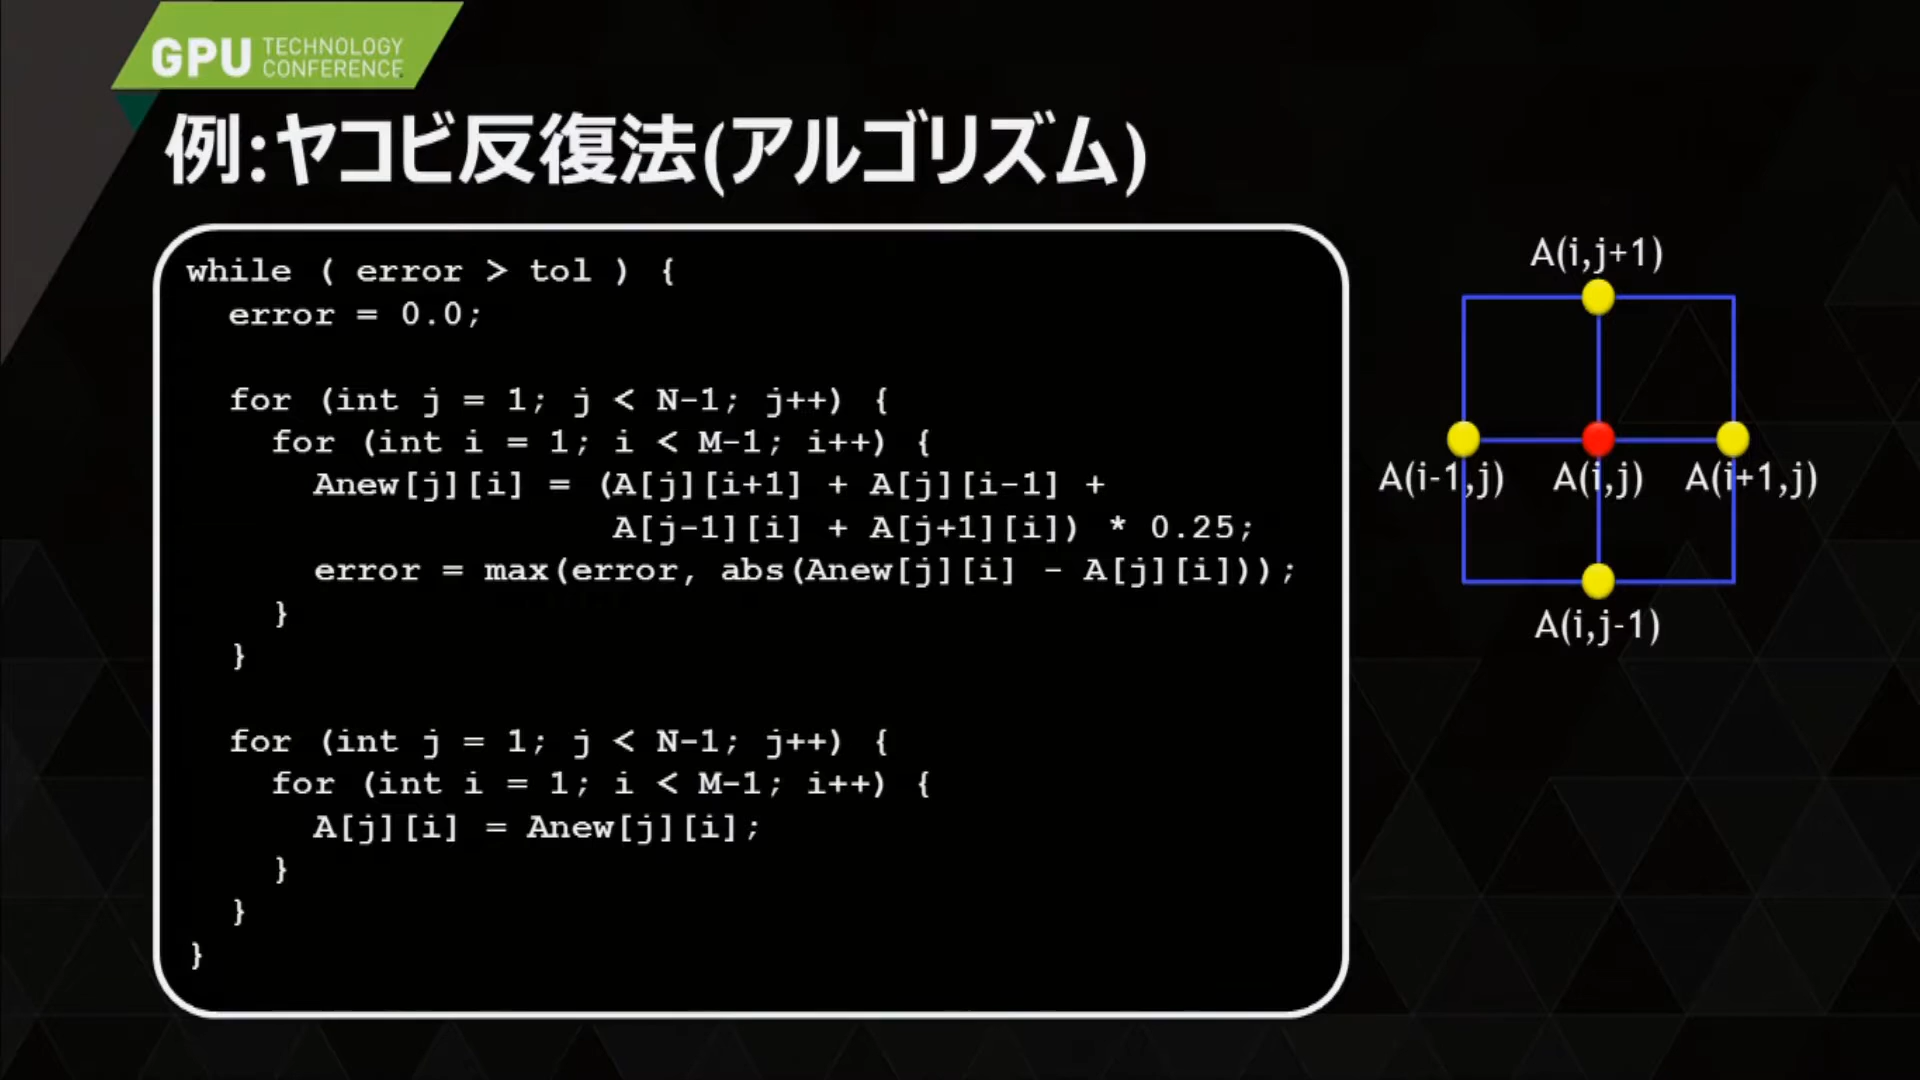 GPU TECHNOLOGY
CONFERENCE
例:ヤコビ反復法(アルゴリズム)
while ( error > tol ) {
error = 0.0;
for (int j = 1; j < N-1; j++) {
for (int i = 1; i < M-1; i++) {
Anew[j][i] = (A[j][i+1] + A[j][i-1] +
A[j-1][i] + A[j+1][i]) * 0.25;
error = max(error, abs(Anew[j][i] - A[j][i]));
}
}
for (int j = 1; j < N-1; j++) {
for (int i = 1; i < M-1; i++) {
A[j][i] = Anew[j][i];
}
}
}
A(i,j+1)
A(i-1,j) A(i,j) A(i+1,j)
A(i,j-1)